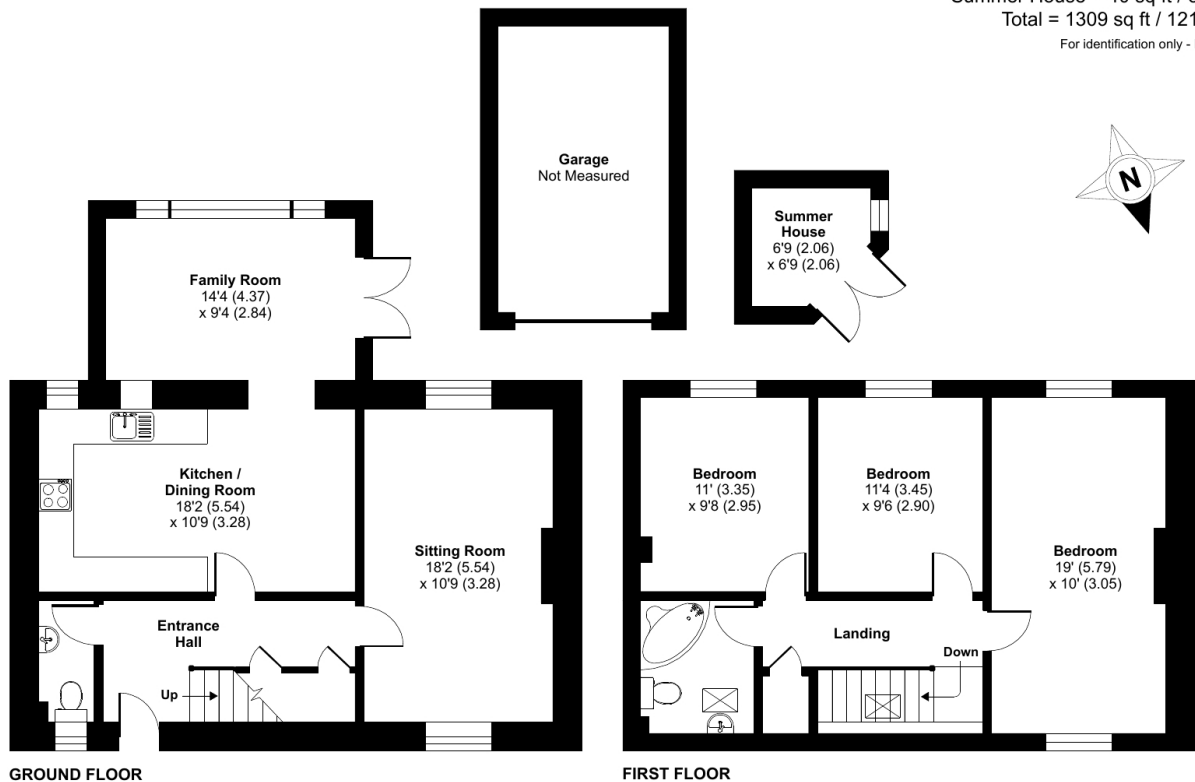 Total = 1309 sq ft / 121
For identification only -
Garage
Not Measured
N
Summer
House
6'9 (2.06)
x 6'9 (2.06)
Family Room
14'4 (4.37)
x 9'4 (2.84)
Kitchen /
Dining Room
18'2 (5.54)
x 10'9 (3.28)
Sitting Room
18'2 (5.54)
x 10'9 (3.28)
Entrance
Hall
Up
Bedroom
11' (3.35)
x 9'8 (2.95)
Bedroom
11'4 (3.45)
x 9'6 (2.90)
Bedroom
19' (5.79)
x 10' (3.05)
Landing
Down
GROUND FLOOR
FIRST FLOOR